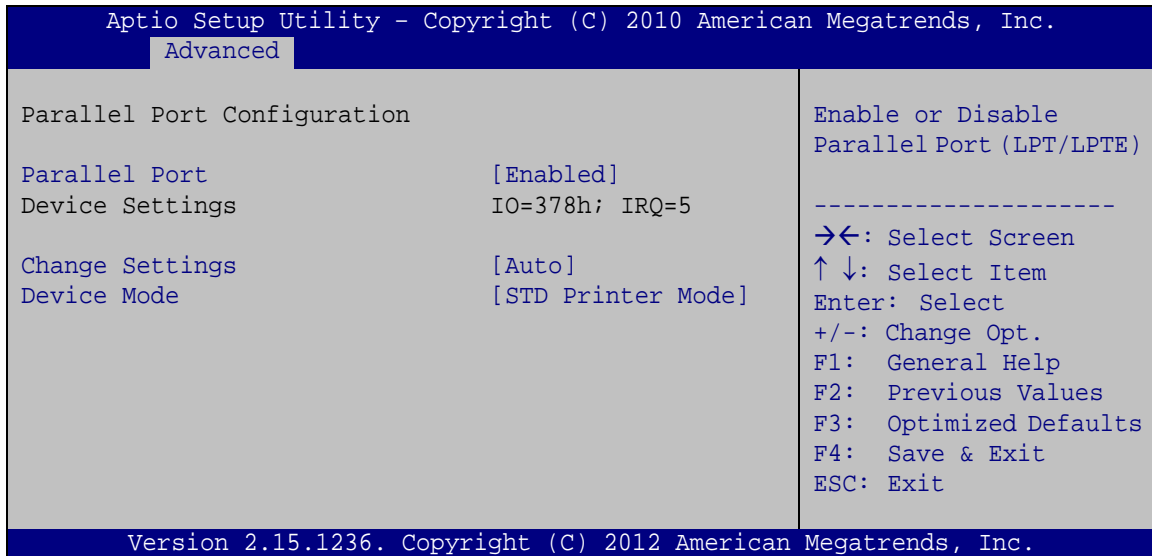 Aptio Setup Utility – Copyright (C) 2010 American Megatrends, Inc.
Advanced
Parallel Port Configuration
Parallel Port [Enabled]
Device Settings IO=378h; IRQ=5
Change Settings [Auto]
Device Mode [STD Printer Mode]
Enable or Disable
Parallel Port (LPT/LPTE)
---------------------
→←: Select Screen
↑ ↓: Select Item
Enter: Select
+/-: Change Opt.
F1: General Help
F2: Previous Values
F3: Optimized Defaults
F4: Save & Exit
ESC: Exit
Version 2.15.1236. Copyright (C) 2012 American Megatrends, Inc.